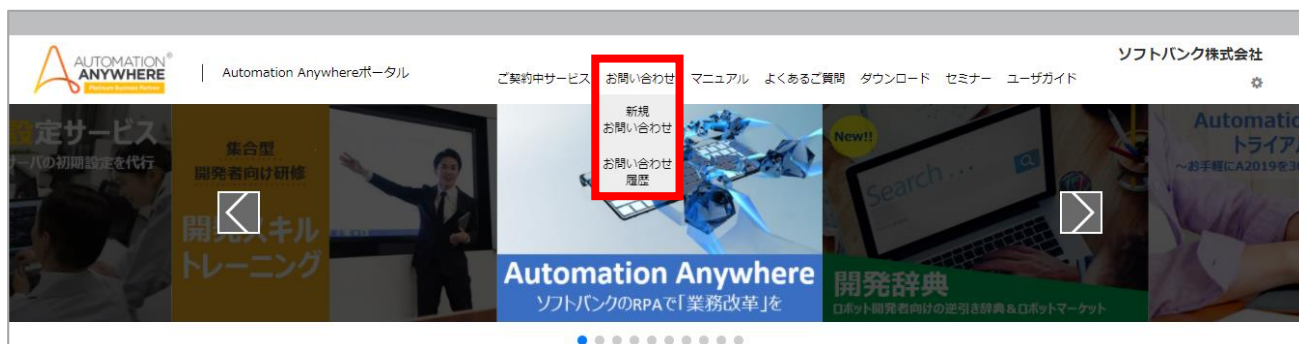 AUTOMATION®
ANYWHERE
Platinum Business Partner
Automation Anywhereポータル
ご契約中サービス お問い合わせ マニュアル よくあるご質問 ダウンロード セミナー ユーザガイド
ソフトバンク株式会社
新規
お問い合わせ
お問い合わせ
履歴
設定サービス
サーバの初期設定を代行
集合型
開発者向け研修
開発スキル
トレーニング
Automation Anywhere
ソフトバンクのRPAで「業務改革」を
New!!
Search ...
開発辞典
ロボット開発者向けの逆引き辞典&ロボットマーケット
Automatio
トライア
～お手軽にA2019を3